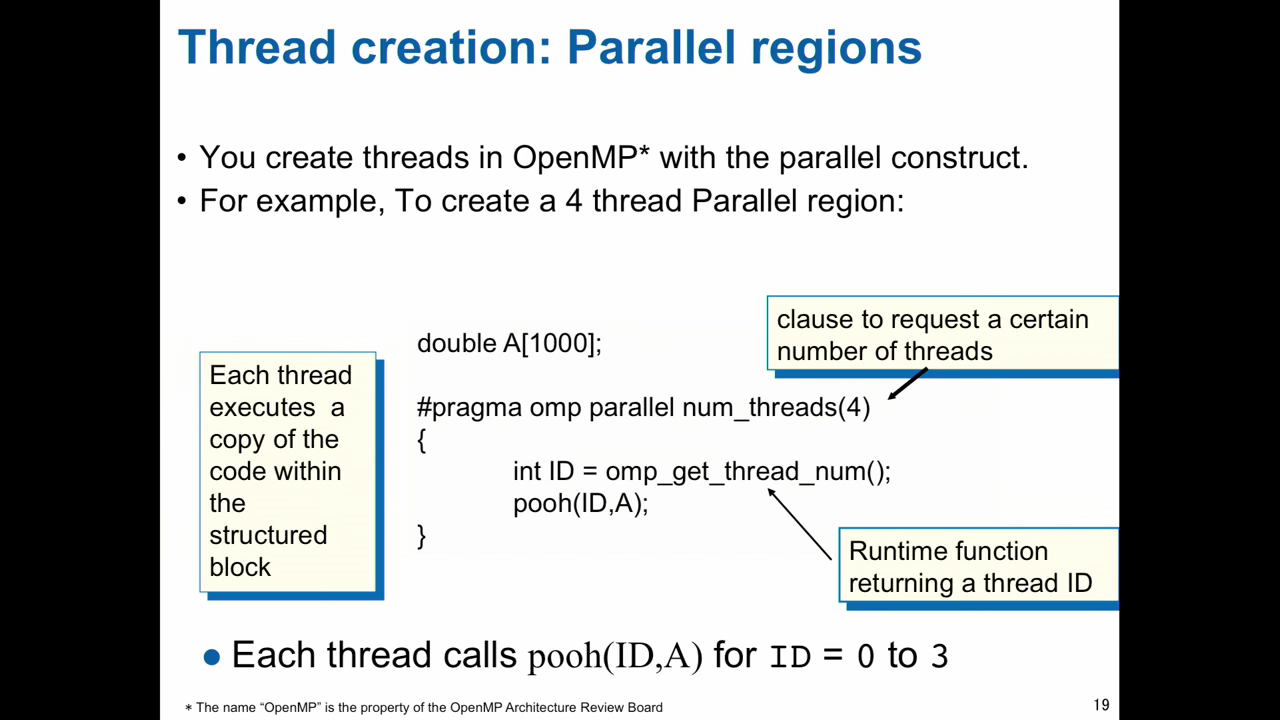 Thread creation: Parallel regions
• You create threads in OpenMP* with the parallel construct.
• For example, To create a 4 thread Parallel region:
clause to request a certain
number of threads
double A[1000];
Each thread
executes a
copy of the
code within
the
structured
block
#pragma omp parallel num_threads(4)
{
int ID = omp_get_thread_num();
pooh(ID,A);
}
Runtime function
returning a thread ID
● Each thread calls pooh(ID,A) for ID = 0 to 3
* The name “OpenMP” is the property of the OpenMP Architecture Review Board
19